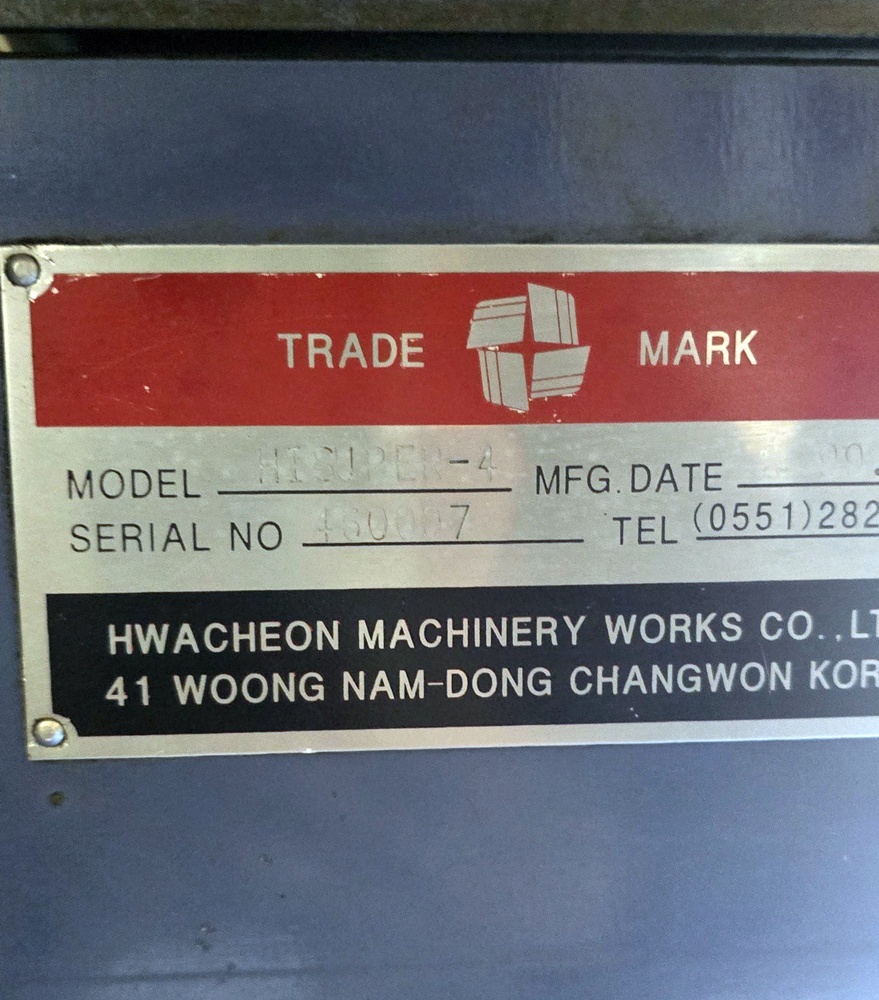 TRADE MARK
MODEL HISUPER-4 MFG. DATE
SERIAL NO TEL (0551)282
HWACHEON MACHINERY WORKS CO.,LT
41 WOONG NAM-DONG CHANGWON KOR